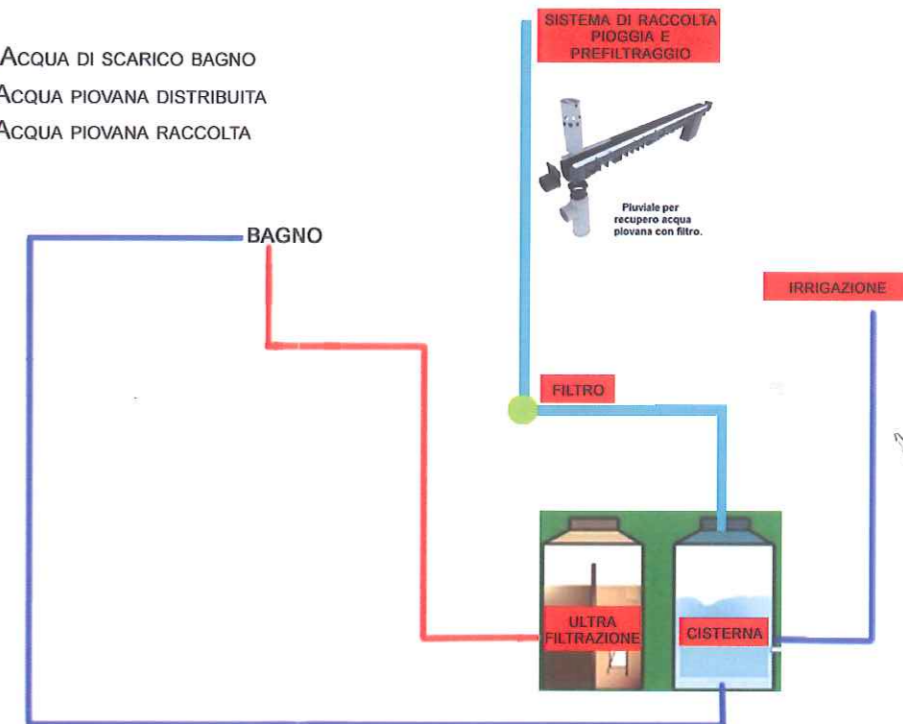 ACQUA DI SCARICO BAGNO
ACQUA PIOVANA DISTRIBUITA
ACQUA PIOVANA RACCOLTA
SISTEMA DI RACCOLTA
PIOGGIA E
PREFILTRAGGIO
Pluviale per
recupero acqua
piovana con filtro.
BAGNO
IRRIGAZIONE
FILTRO
ULTRA
FILTRAZIONE
CISTERNA